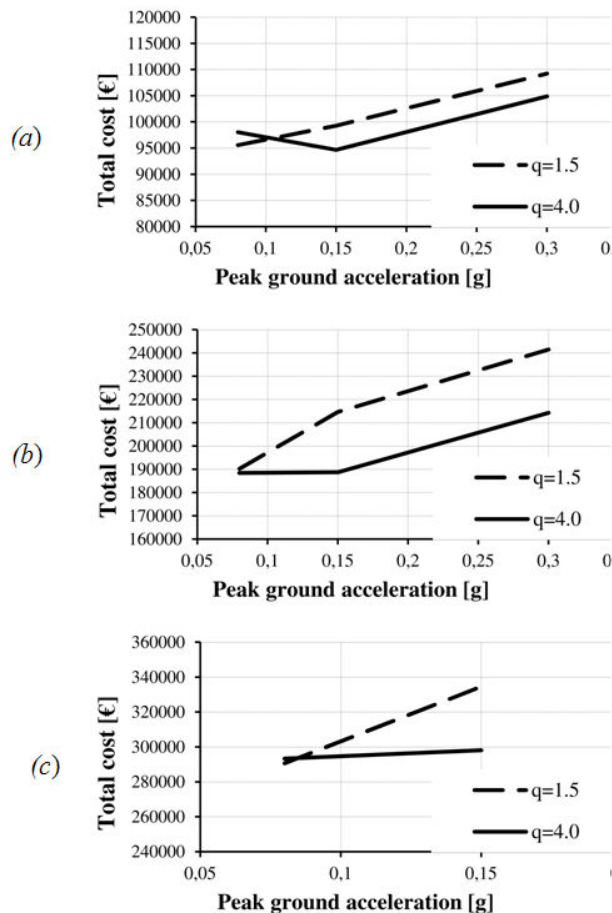 120000
115000
110000
105000
100000
95000
90000
85000
80000
Total cost [€]
(a)
q=1.5
q=4.0
0,05 0,1 0,15 0,2 0,25 0,3 0
Peak ground acceleration [g]
250000
240000
230000
220000
210000
200000
190000
180000
170000
160000
Total cost [€]
(b)
q=1.5
q=4.0
0,05 0,1 0,15 0,2 0,25 0,3 0
Peak ground acceleration [g]
360000
340000
320000
300000
280000
260000
240000
Total cost [€]
(c)
q=1.5
q=4.0
0,05 0,1 0,15 0
Peak ground acceleration [g]